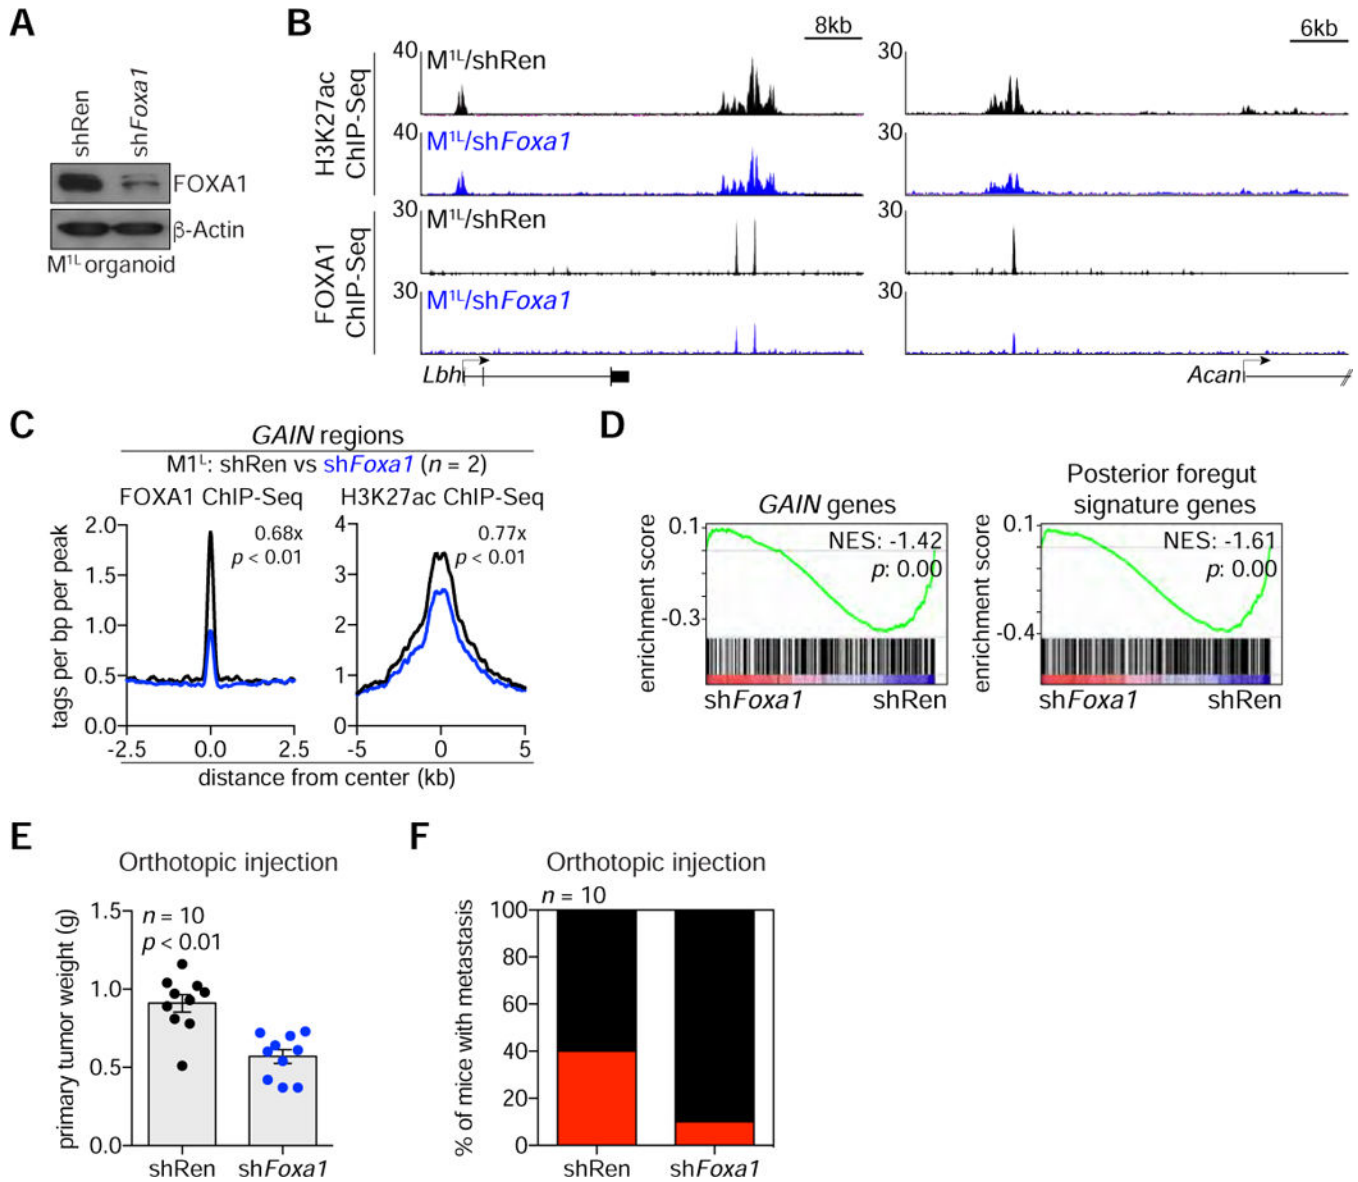 A
shRen
shFoxa1
FOXA1
β-Actin
M1L organoid
B
8kb
6kb
H3K27ac
ChIP-Seq
40
M1L/shRen
30
40
M1L/shFoxa1
30
FOXA1
ChIP-Seq
30
M1L/shRen
30
30
M1L/shFoxa1
30
Lbh
Acan
C
GAIN regions
M1L: shRen vs shFoxa1 (n = 2)
FOXA1 ChIP-Seq
H3K27ac ChIP-Seq
tags per bp per peak
2.0
1.5
1.0
0.5
0.0
0.68x
p < 0.01
-2.5
0.0
2.5
4
3
2
1
0
0.77x
p < 0.01
-5
0
5
distance from center (kb)
D
GAIN genes
enrichment score
0.1
-0.3
NES: -1.42
p: 0.00
shFoxa1
shRen
Posterior foregut
signature genes
enrichment score
0.1
-0.4
NES: -1.61
p: 0.00
shFoxa1
shRen
E
Orthotopic injection
primary tumor weight (g)
1.5
1.0
0.5
0.0
n = 10
p < 0.01
shRen
shFoxa1
F
Orthotopic injection
n = 10
% of mice with metastasis
100
80
60
40
20
0
shRen
shFoxa1